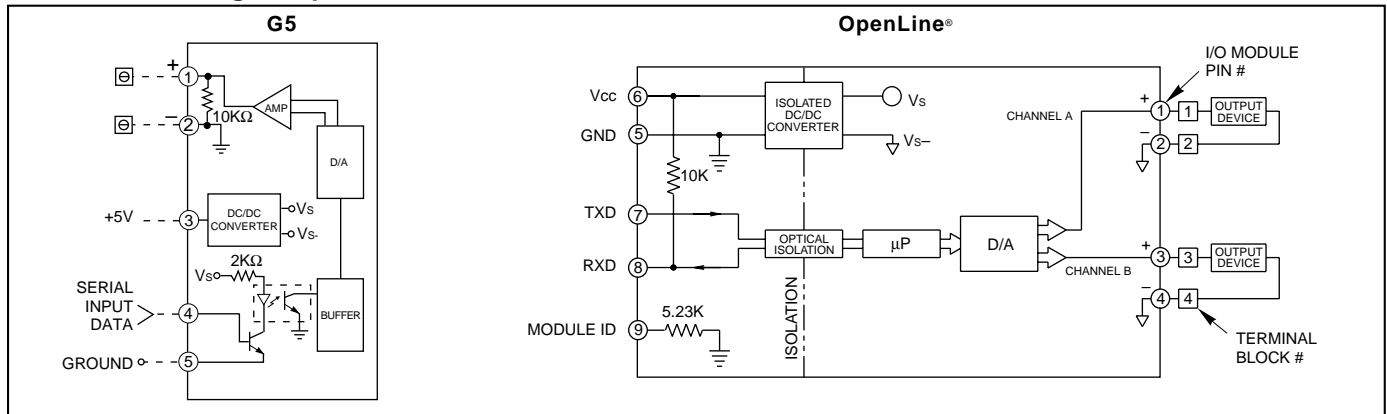 G5
+
1
−
2
10KΩ
AMP
D/A
+5V
3
DC/DC
CONVERTER
Vs
Vs-
2KΩ
Vs
SERIAL
INPUT
DATA
4
BUFFER
GROUND
5
OpenLine®
I/O MODULE
PIN #
Vcc
6
ISOLATED
DC/DC
CONVERTER
Vs
Vs–
GND
5
10K
CHANNEL A
+
1
1
OUTPUT
DEVICE
−
2
2
TXD
7
OPTICAL
ISOLATION
µP
D/A
RXD
8
CHANNEL B
+
3
3
OUTPUT
DEVICE
−
4
4
MODULE ID
9
5.23K
ISOLATION
TERMINAL
BLOCK #